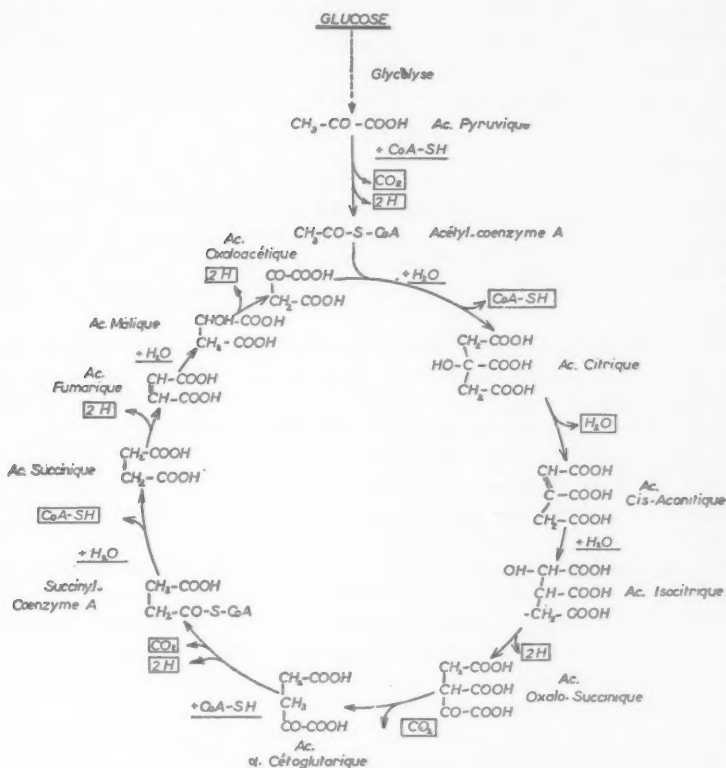 GLUCOSE
Glycolyse
CH3-CO-COOH Ac. Pyruvique
+ CoA-SH
CO2
2 H
CH3-CO-S-CoA Acétyl-coenzyme A
Ac. Oxaloacétique
2 H
CO-COOH
CH2-COOH
+H2O
CoA-SH
Ac. Malique
CHOH-COOH
CH2-COOH
+H2O
CH2-COOH
HO-C-COOH
CH2-COOH
Ac. Citrique
Ac. Fumarique
CH-COOH
CH-COOH
2 H
H2O
Ac. Succinique
CH2-COOH
CH2-COOH
CH-COOH
C-COOH
CH2-COOH
Ac. Cis-Aconitique
CoA-SH
+H2O
+H2O
Succinyl-Coenzyme A
CH2-COOH
CH2-CO-S-CoA
OH-CH-COOH
CH-COOH
-CH2-COOH
Ac. Isocitrique
CO2
2 H
2H
+CoA-SH
CH2-COOH
CH2
CO-COOH
Ac.
α. Cétoglutarique
CO2
CH2-COOH
CH-COOH
CO-COOH
Ac.
Oxalo-Succinique